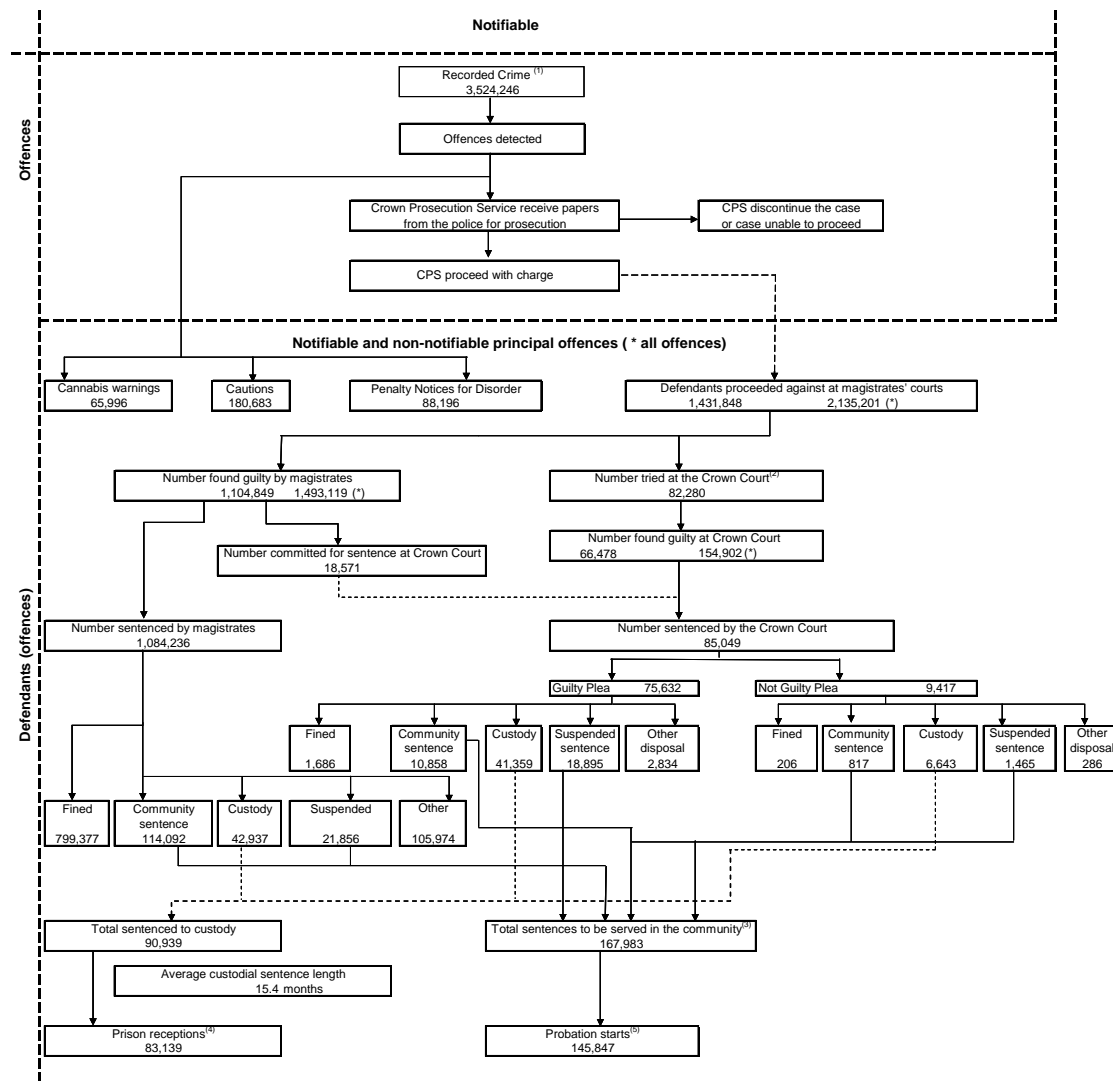 Notifiable
Offences
Recorded Crime (1)
3,524,246
Offences detected
Crown Prosecution Service receive papers
from the police for prosecution
CPS discontinue the case
or case unable to proceed
CPS proceed with charge
Notifiable and non-notifiable principal offences ( * all offences)
Defendants (offences)
Cannabis warnings
65,996
Cautions
180,683
Penalty Notices for Disorder
88,196
Defendants proceeded against at magistrates' courts
1,431,848 2,135,201 (*)
Number found guilty by magistrates
1,104,849 1,493,119 (*)
Number tried at the Crown Court(2)
82,280
Number committed for sentence at Crown Court
18,571
Number found guilty at Crown Court
66,478 154,902 (*)
Number sentenced by magistrates
1,084,236
Number sentenced by the Crown Court
85,049
Guilty Plea 75,632
Not Guilty Plea 9,417
Fined
1,686
Community
sentence
10,858
Custody
41,359
Suspended
sentence
18,895
Other
disposal
2,834
Fined
206
Community
sentence
817
Custody
6,643
Suspended
sentence
1,465
Other
disposal
286
Fined
799,377
Community
sentence
114,092
Custody
42,937
Suspended
21,856
Other
105,974
Total sentenced to custody
90,939
Total sentences to be served in the community(3)
167,983
Average custodial sentence length
15.4 months
Prison receptions(4)
83,139
Probation starts(5)
145,847